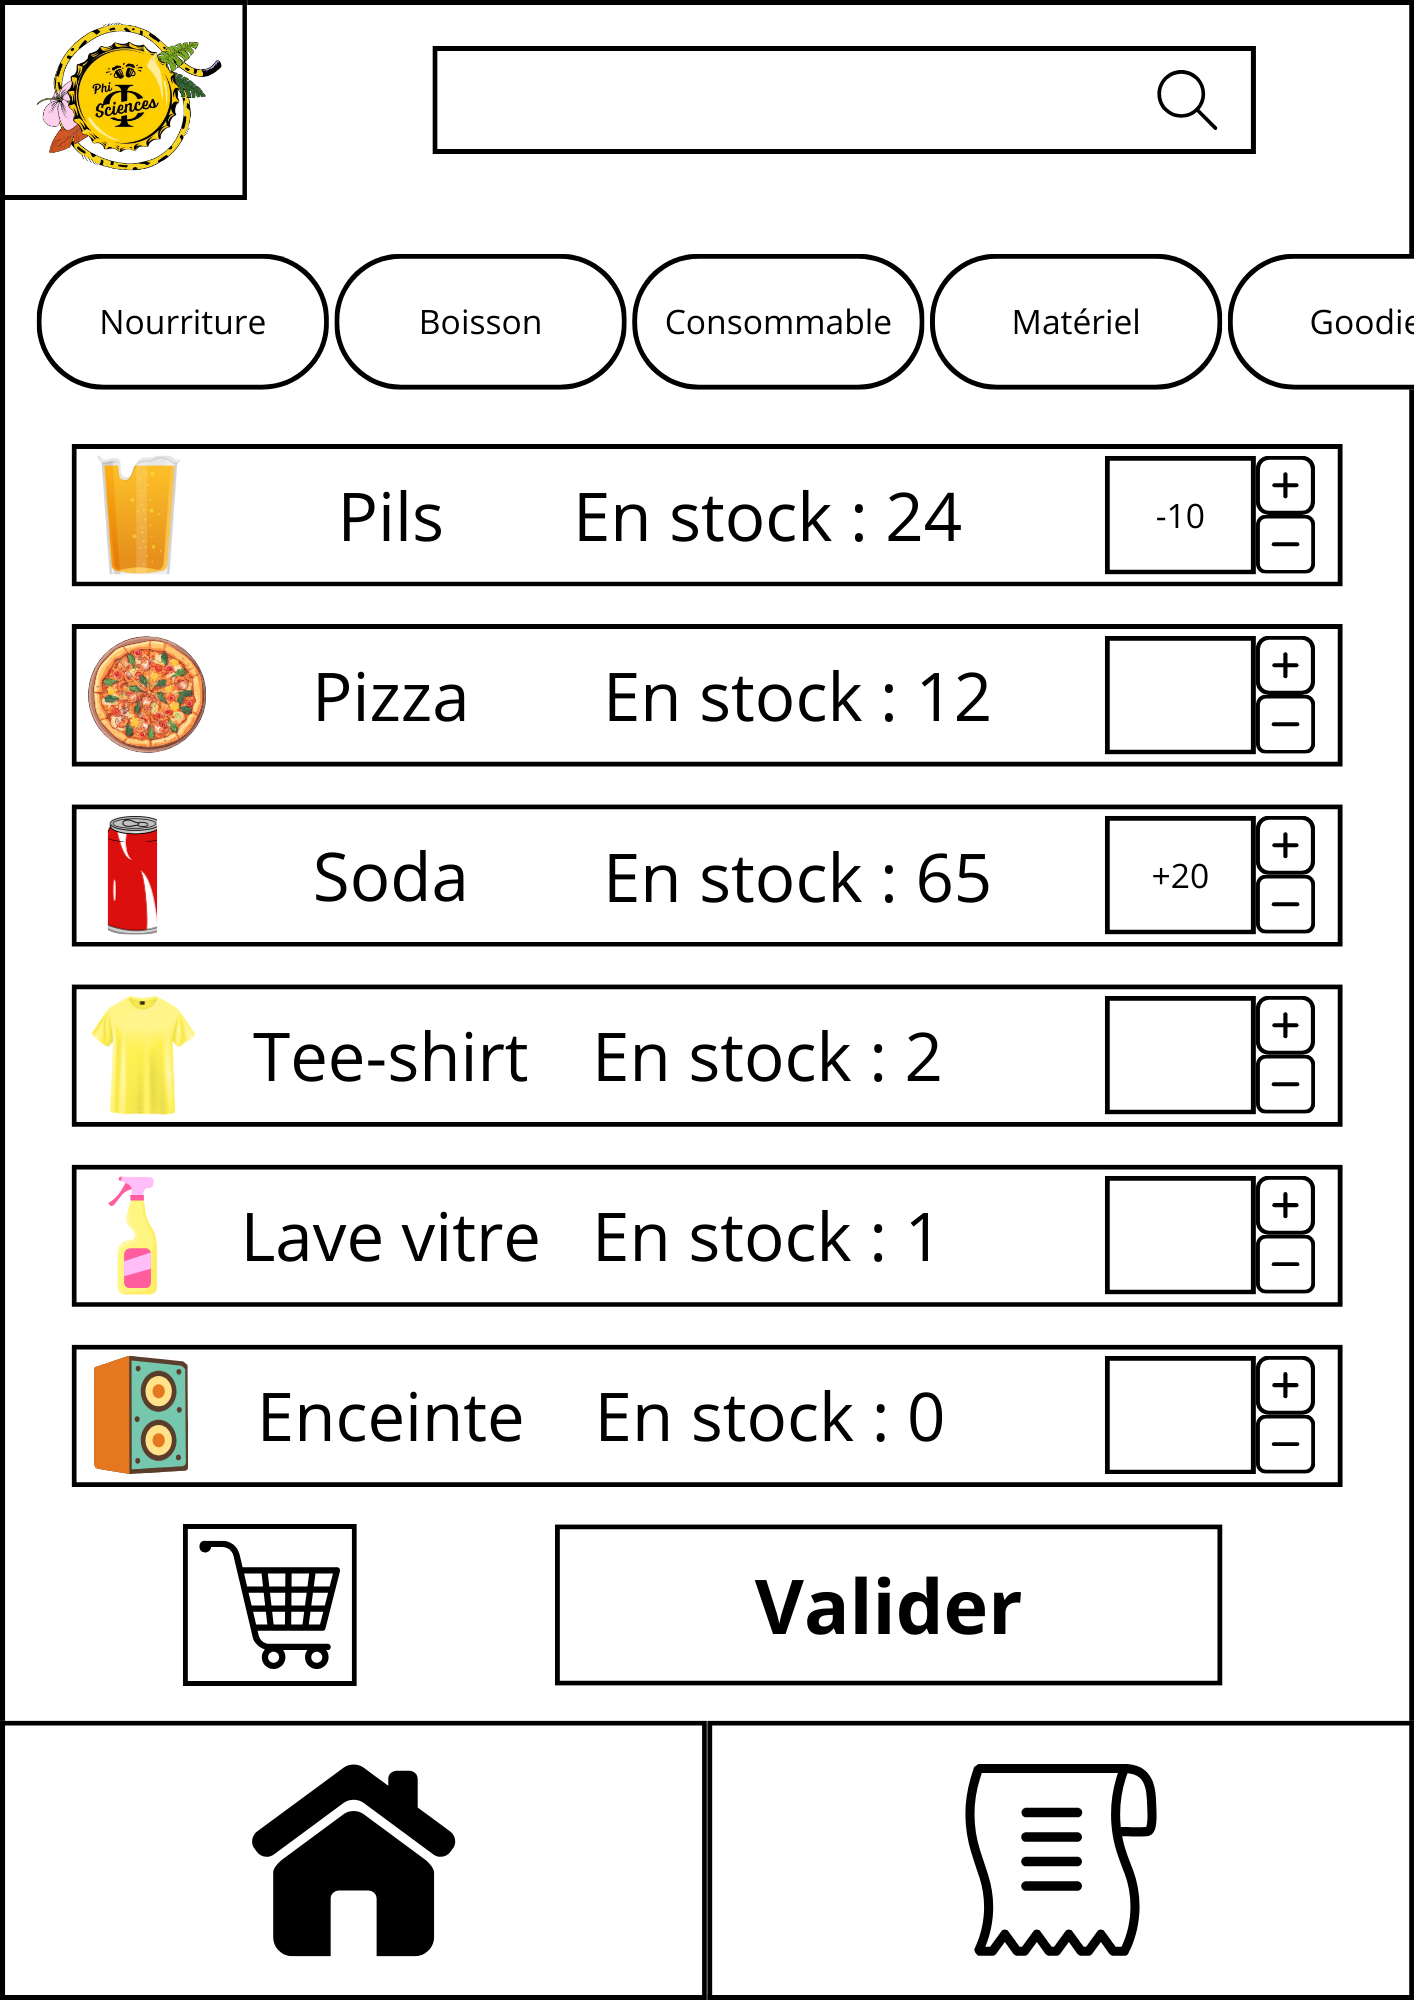 Phi
Sciences
Nourriture
Boisson
Consommable
Matériel
Goodie
Pils
En stock : 24
-10
+
−
Pizza
En stock : 12
+
−
Soda
En stock : 65
+20
+
−
Tee-shirt
En stock : 2
+
−
Lave vitre
En stock : 1
+
−
Enceinte
En stock : 0
+
−
Valider